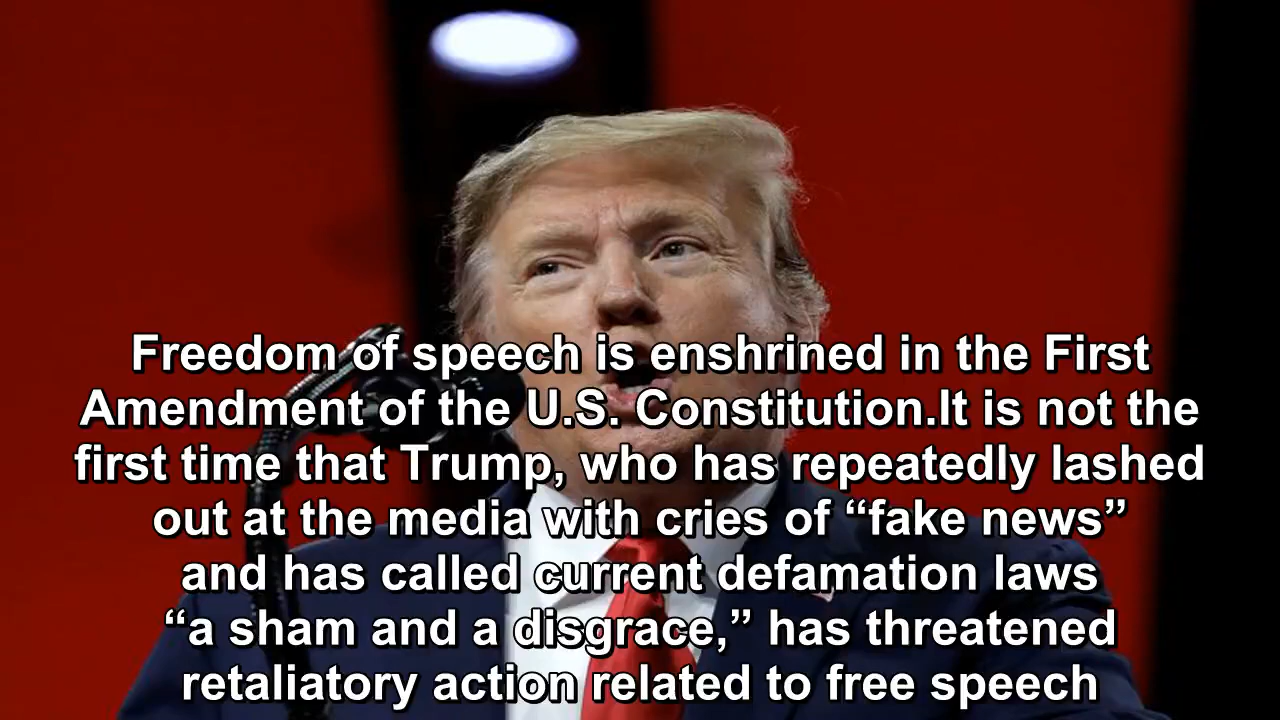 Freedom of speech is enshrined in the First
Amendment of the U.S. Constitution.It is not the
first time that Trump, who has repeatedly lashed
out at the media with cries of “fake news”
and has called current defamation laws
“a sham and a disgrace,” has threatened
retaliatory action related to free speech